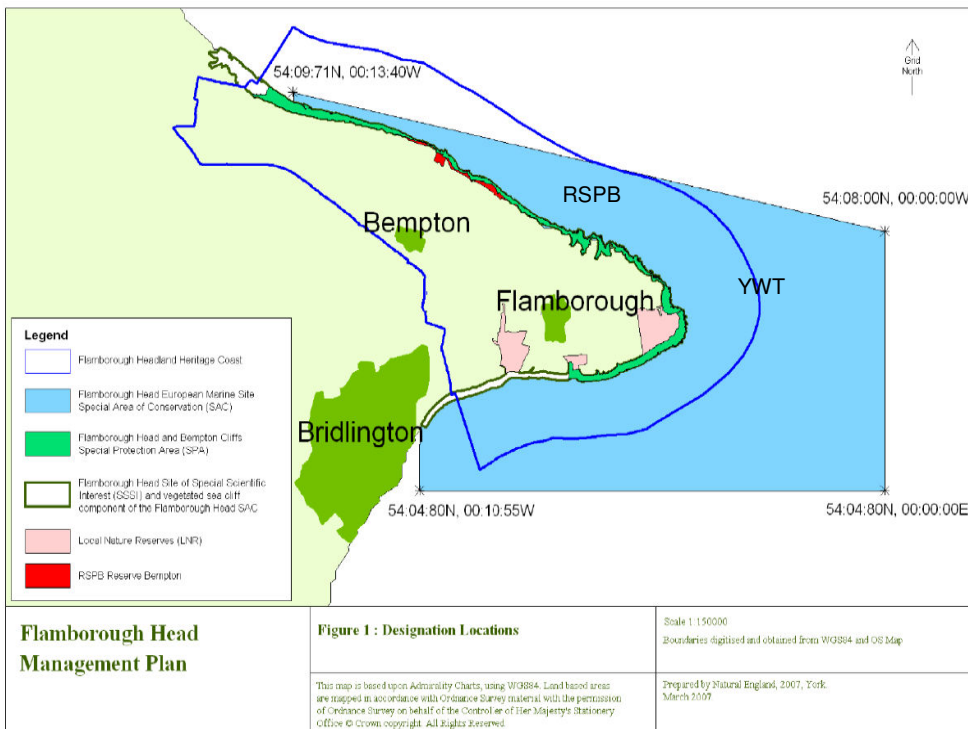 Grid
North
54:09:71N, 00:13:40W
RSPB
54:08:00N, 00:00:00W
Bempton
YWT
Flamborough
Legend
Flamborough Headland Heritage Coast
Flamborough Head European Marine Site
Special Area of Conservation (SAC)
Flamborough Head and Bempton Cliffs
Special Protection Area (SPA)
Flamborough Head Site of Special Scientific
Interest (SSSI) and vegetated sea cliff
component of the Flamborough Head SAC
Local Nature Reserves (LNR)
RSPB Reserve Bempton
Bridlington
54:04:80N, 00:10:55W
54:04:80N, 00:00:00E
Flamborough Head
Management Plan
Figure 1 : Designation Locations
This map is based upon Admirality Charts, using WGS84. Land based areas
are mapped in accordance with Ordnance Survey material with the permission
of Ordnance Survey on behalf of the Controller of Her Majesty's Stationery
Office © Crown copyright. All Rights Reserved
Scale 1:150000
Boundaries digitised and obtained from WGS84 and OS Map
Prepared by Natural England, 2007, York.
March 2007.